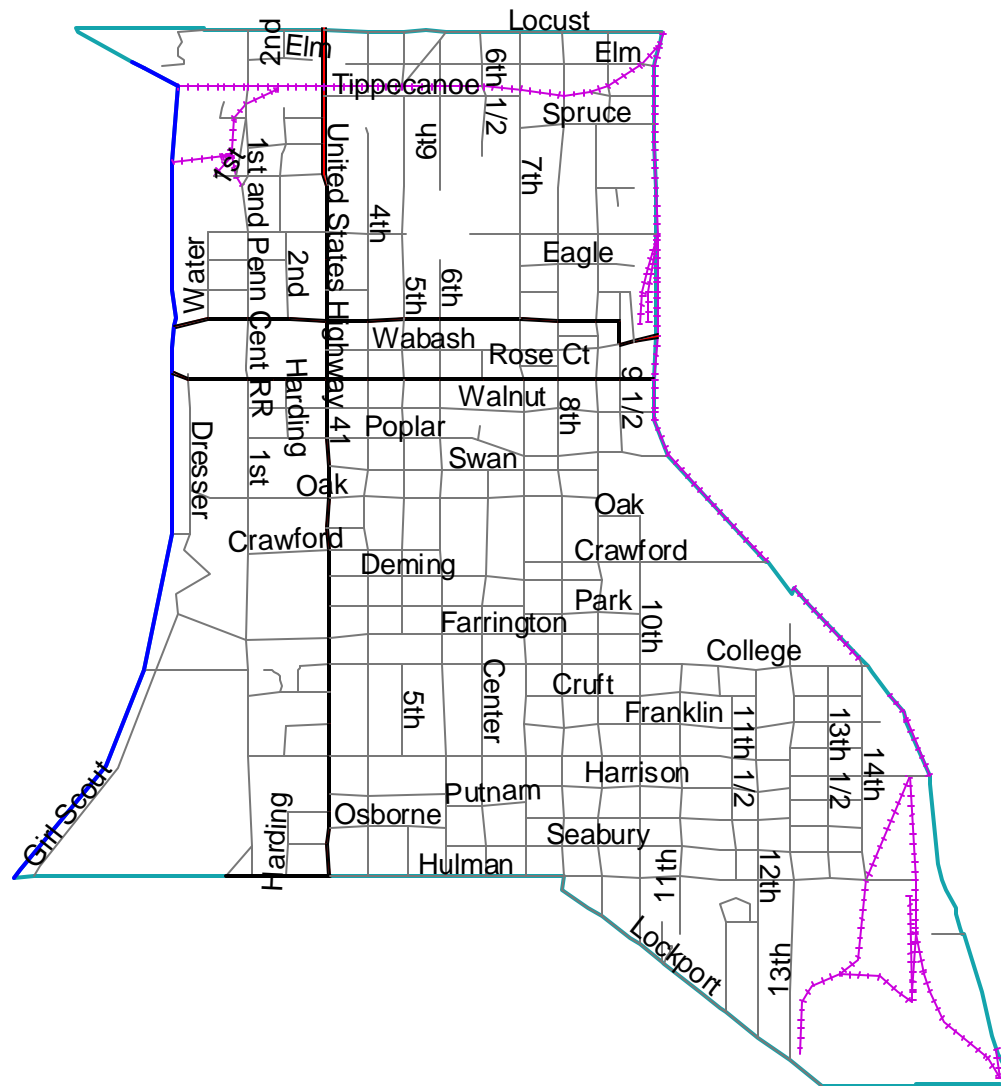 Locust
2nd
Elm
Elm
6th 1/2
Tippecanoe
Spruce
6th
1st
1st and Penn Cent RR
United States Highway 41
7th
4th
Water
2nd
Eagle
5th
6th
Wabash
Rose Ct
9 1/2
Harding
Walnut
8th
Poplar
Dresser
1st
Swan
Oak
Oak
Crawford
Crawford
Deming
Park
10th
Farrington
College
Center
Cruft
5th
Franklin
11th 1/2
13th 1/2
14th
Harrison
Girl Scout
Putnam
Harding
Osborne
Seabury
Hulman
11th
12th
Lockport
13th